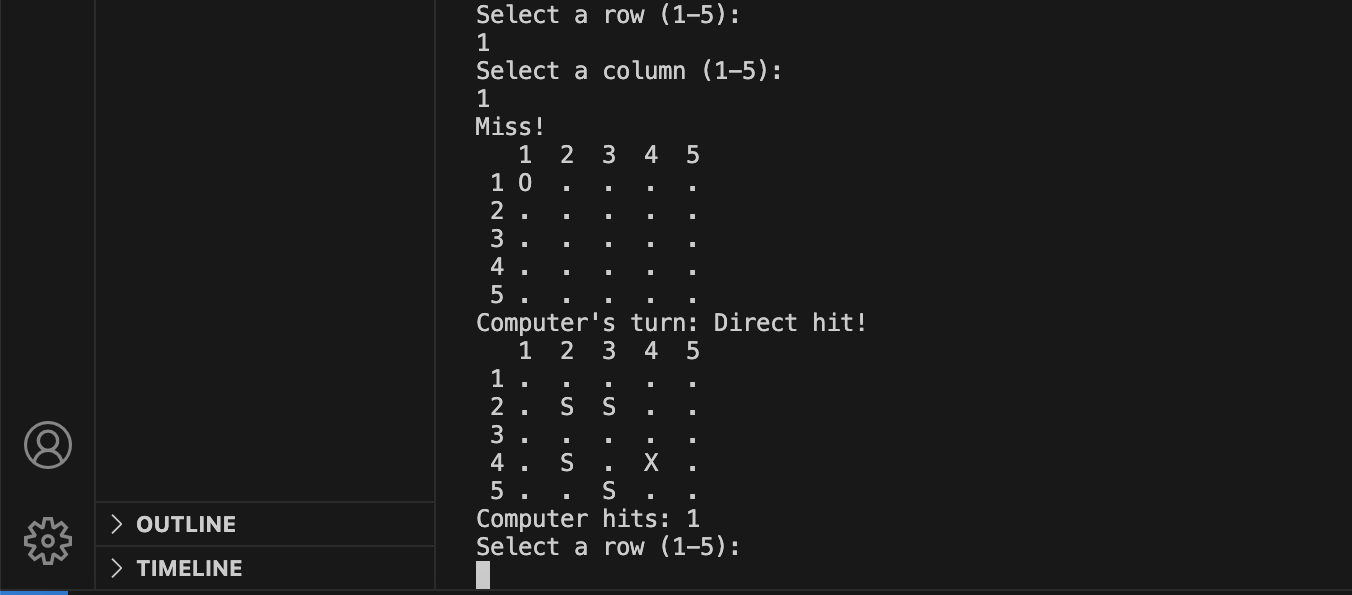 Select a row (1-5):
1
Select a column (1-5):
1
Miss!
   1  2  3  4  5
 1 O  .  .  .  .
 2 .  .  .  .  .
 3 .  .  .  .  .
 4 .  .  .  .  .
 5 .  .  .  .  .
Computer's turn: Direct hit!
   1  2  3  4  5
 1 .  .  .  .  .
 2 .  S  S  .  .
 3 .  .  .  .  .
 4 .  S  .  X  .
 5 .  .  S  .  .
Computer hits: 1
Select a row (1-5):
OUTLINE
TIMELINE